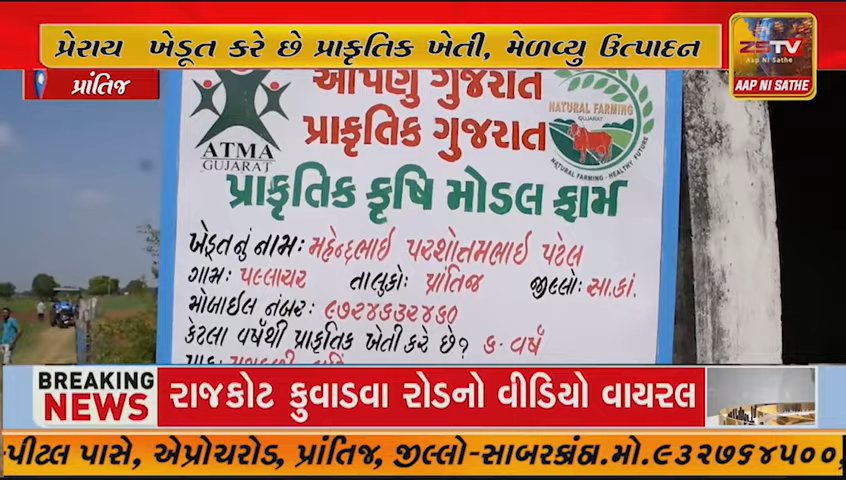 પ્રેરાય ખેડૂત કરે છે પ્રાકૃતિક ખેતી, મેળવ્યુ ઉત્પાદન
ZSTV
Aap Ni Sathe
AAP NI SATHE
પ્રાંતિજ
આપણુ ગુજરાત
પ્રાકૃતિક ગુજરાત
ATMA
GUJARAT
NATURAL FARMING
GUJARAT
NATURAL FARMING - HEALTHY FUTURE
પ્રાકૃતિક કૃષિ મોડલ ફાર્મ
ખેડૂતનું નામ: મહેન્દ્રભાઇ પરશોતમભાઇ પટેલ
ગામ: પલ્લાચર તાલુકો: પ્રાંતિજ જીલ્લો: સા.કાં.
મોબાઇલ નંબર: ૯૭૨૪૬૩૨૪૬૦
કેટલા વર્ષથી પ્રાકૃતિક ખેતી કરે છે? ૬- વર્ષ
BREAKING
NEWS
રાજકોટ કુવાડવા રોડનો વીડિયો વાયરલ
-પીટલ પાસે, એપ્રોચરોડ, પ્રાંતિજ, જીલ્લો-સાબરકાંઠા.મો.૯૩૨૭૬૪૫૦૦,